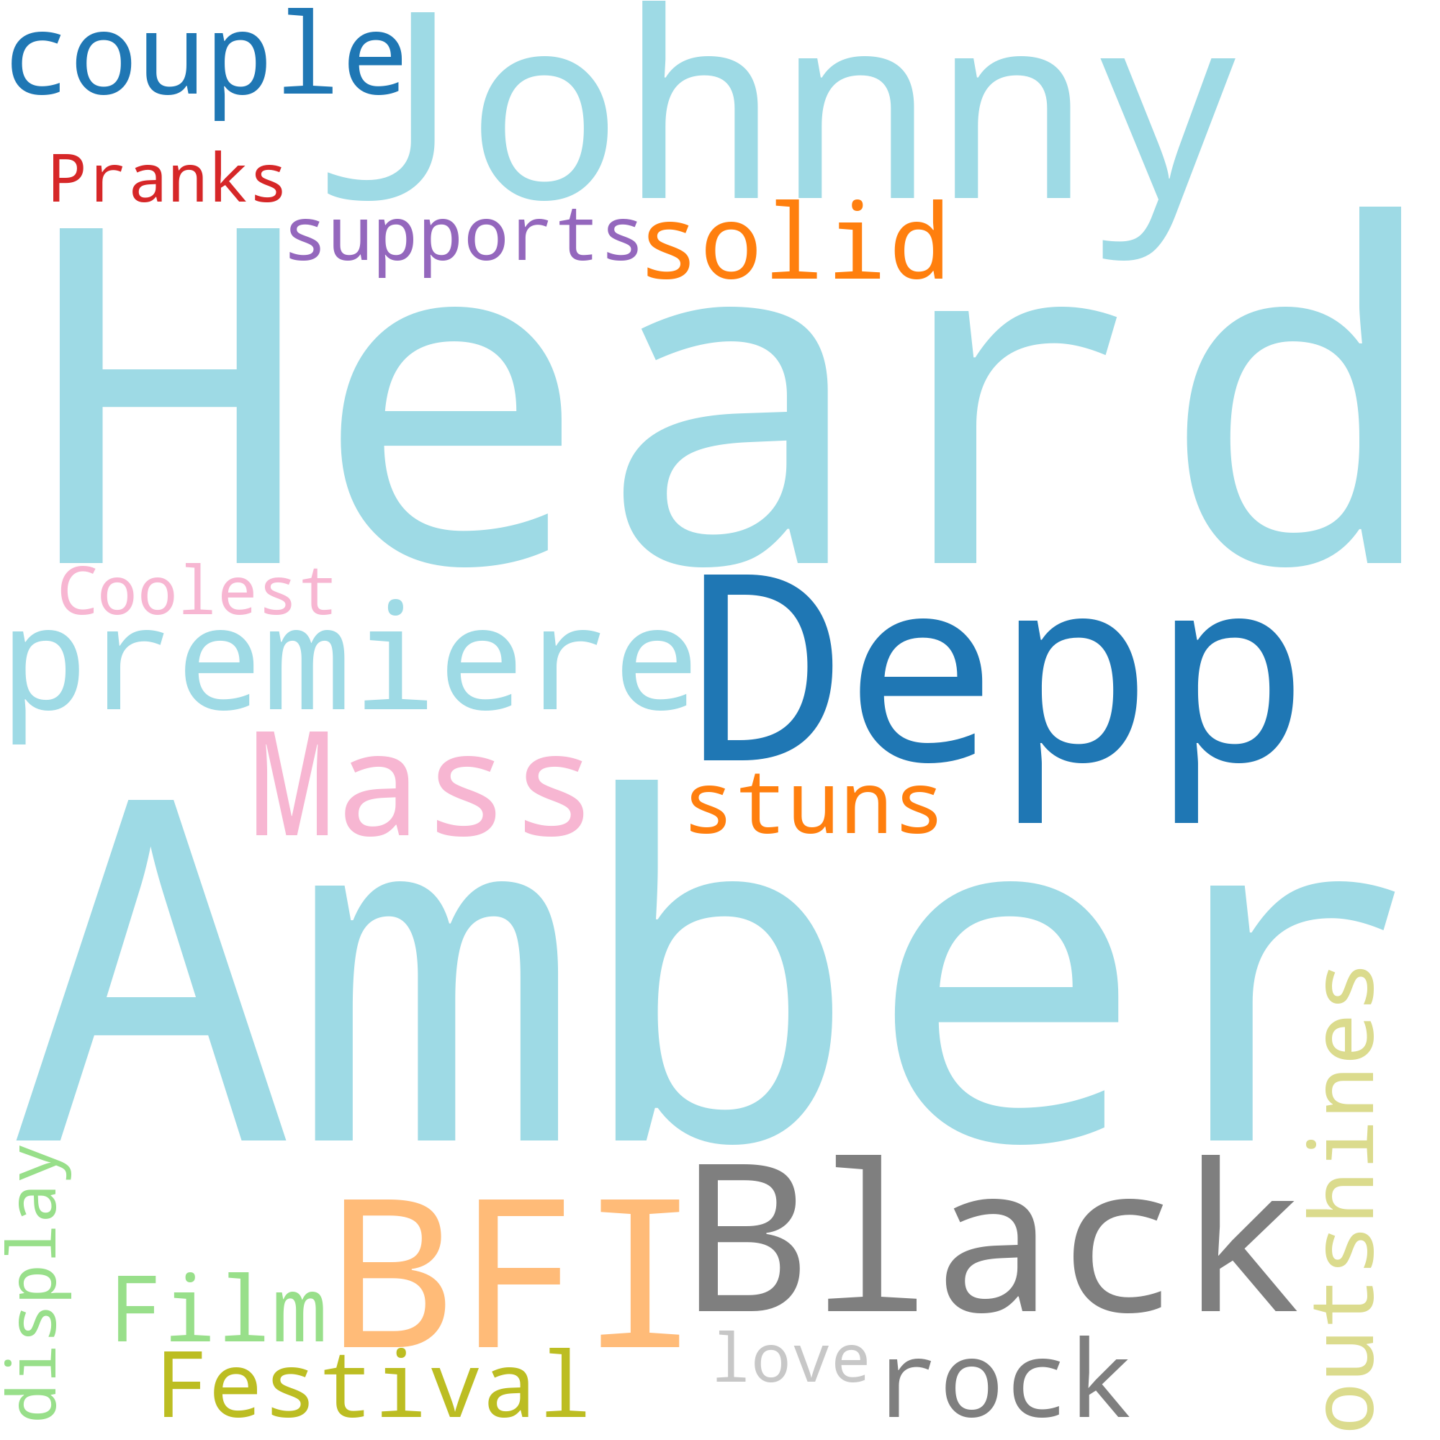 couple
Johnny
Pranks
supports
solid
Heard
Coolest
premiere
Depp
Mass
stuns
Amber
outshines
display
BFI
Black
Film
love
rock
Festival